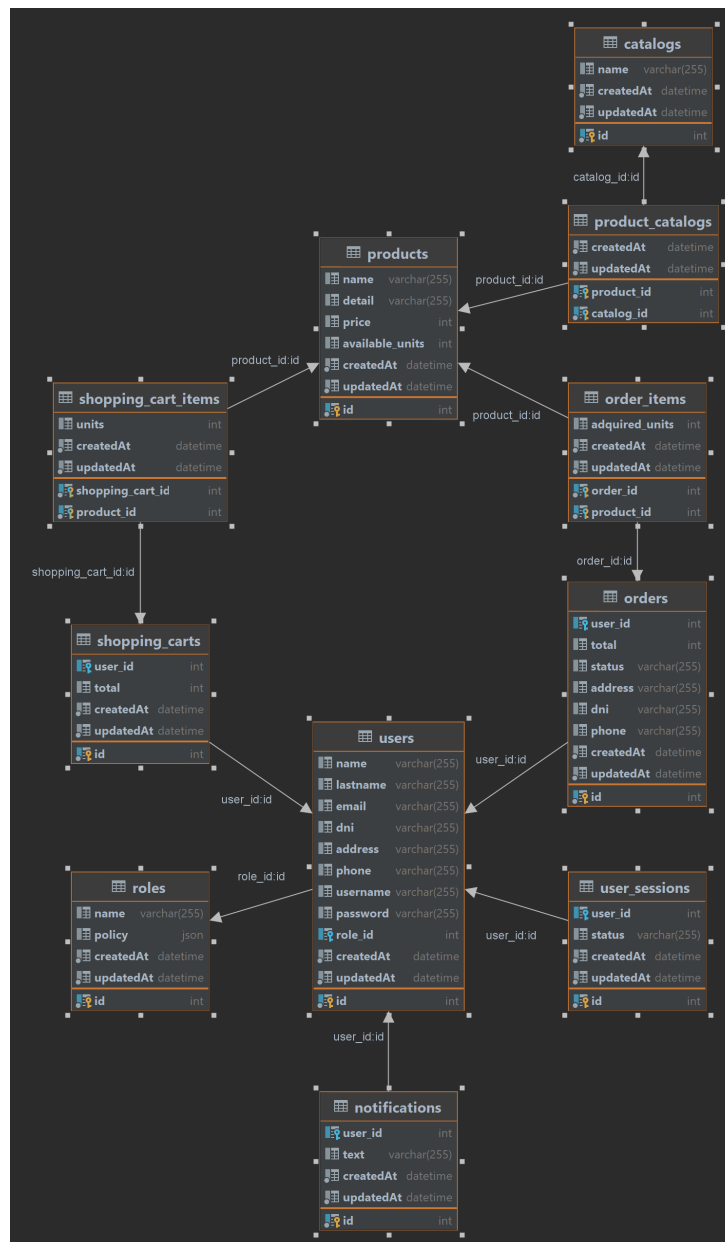 catalogs
name varchar(255)
createdAt datetime
updatedAt datetime
id int
catalog_id:id
product_catalogs
createdAt datetime
updatedAt datetime
product_id int
catalog_id int
product_id:id
products
name varchar(255)
detail varchar(255)
price int
available_units int
createdAt datetime
updatedAt datetime
id int
product_id:id
shopping_cart_items
units int
createdAt datetime
updatedAt datetime
shopping_cart_id int
product_id int
product_id:id
order_items
adquired_units int
createdAt datetime
updatedAt datetime
order_id int
product_id int
shopping_cart_id:id
order_id:id
shopping_carts
user_id int
total int
createdAt datetime
updatedAt datetime
id int
orders
user_id int
total int
status varchar(255)
address varchar(255)
dni varchar(255)
phone varchar(255)
createdAt datetime
updatedAt datetime
id int
user_id:id
user_id:id
users
name varchar(255)
lastname varchar(255)
email varchar(255)
dni varchar(255)
address varchar(255)
phone varchar(255)
username varchar(255)
password varchar(255)
role_id int
createdAt datetime
updatedAt datetime
id int
role_id:id
roles
name varchar(255)
policy json
createdAt datetime
updatedAt datetime
id int
user_id:id
user_sessions
user_id int
status varchar(255)
createdAt datetime
updatedAt datetime
id int
user_id:id
notifications
user_id int
text varchar(255)
createdAt datetime
updatedAt datetime
id int